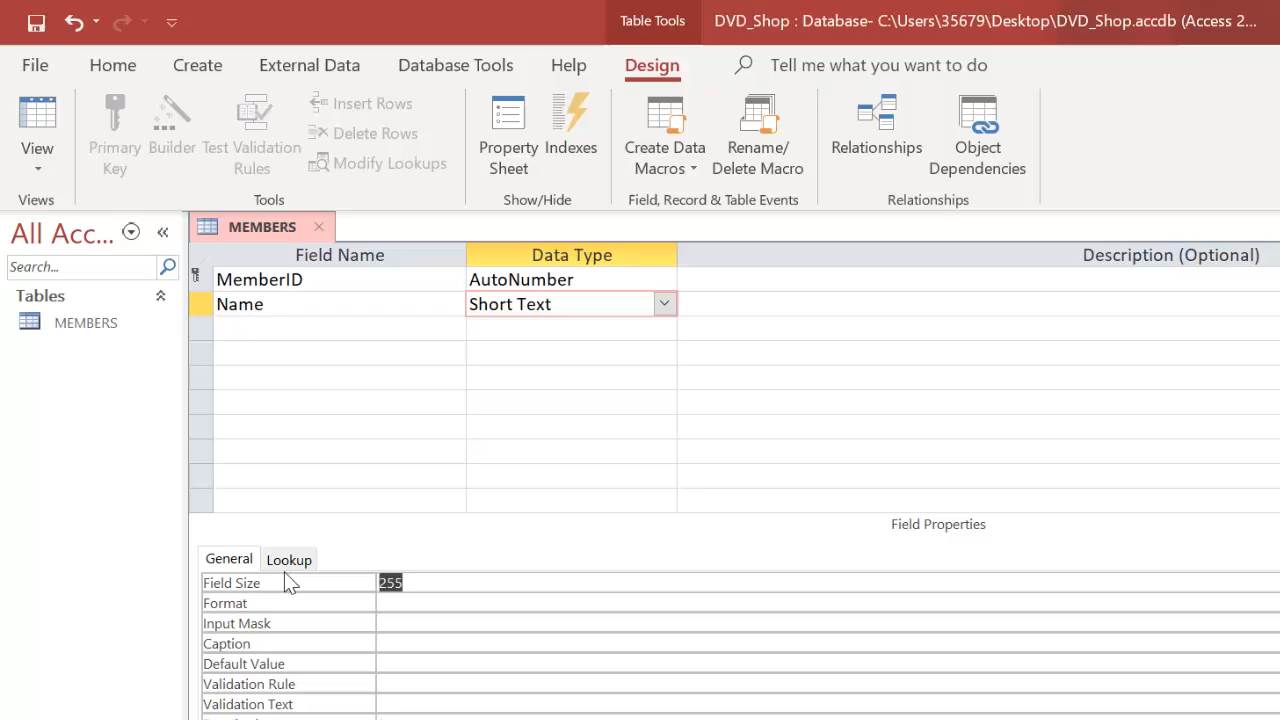 Table Tools DVD_Shop : Database- C:\Users\35679\Desktop\DVD_Shop.accdb (Access 2...
File Home Create External Data Database Tools Help Design Tell me what you want to do
View
Primary Key
Builder
Test Validation Rules
Insert Rows
Delete Rows
Modify Lookups
Property Sheet
Indexes
Create Data Macros
Rename/ Delete Macro
Relationships
Object Dependencies
Views Tools Show/Hide Field, Record & Table Events Relationships
All Acc...
Search...
Tables
MEMBERS
MEMBERS
Field Name Data Type Description (Optional)
MemberID AutoNumber
Name Short Text
Field Properties
General Lookup
Field Size 255
Format
Input Mask
Caption
Default Value
Validation Rule
Validation Text